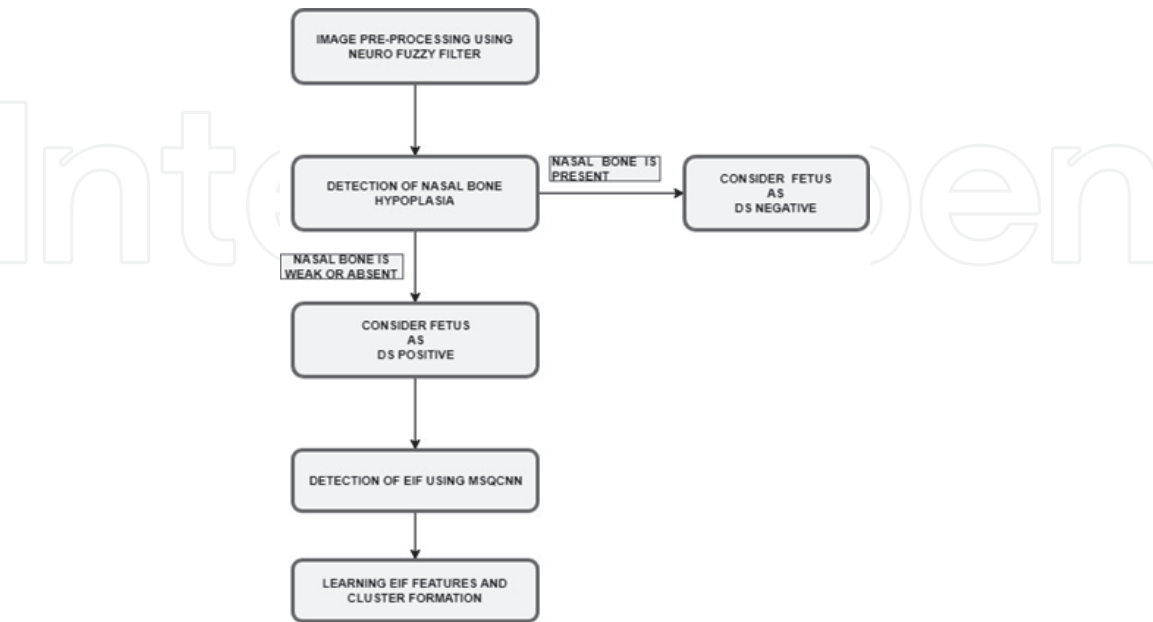 IMAGE PRE-PROCESSING USING
NEURO FUZZY FILTER
DETECTION OF NASAL BONE
HYPOPLASIA
NASAL BONE IS
PRESENT
CONSIDER FETUS
AS
DS NEGATIVE
NASAL BONE IS
WEAK OR ABSENT
CONSIDER FETUS
AS
DS POSITIVE
DETECTION OF EIF USING MSQCNN
LEARNING EIF FEATURES AND
CLUSTER FORMATION